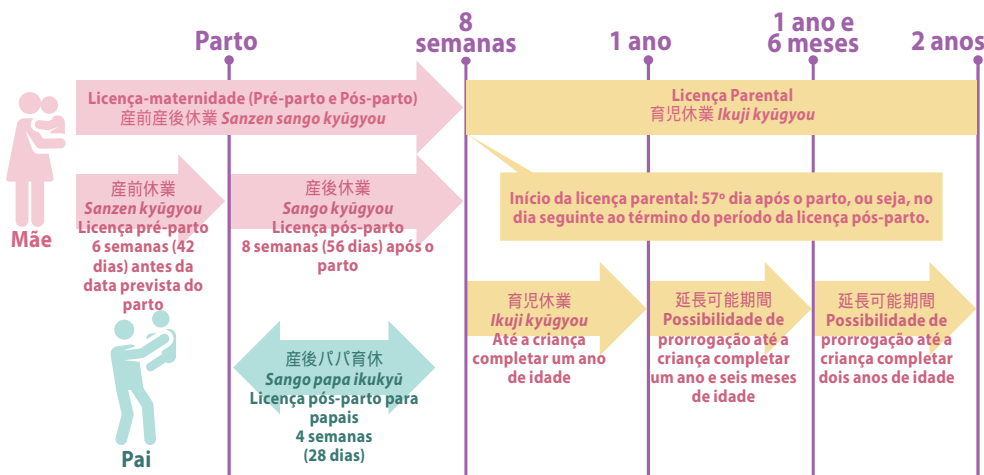 Parto
8
semanas
1 ano
1 ano e
6 meses
2 anos
Licença-maternidade (Pré-parto e Pós-parto)
産前産後休業 Sanzen sango kyūgyou
Licença Parental
育児休業 Ikuji kyūgyou
Mãe
産前休業
Sanzen kyūgyou
Licença pré-parto
6 semanas (42
dias) antes da
data prevista do
parto
産後休業
Sango kyūgyou
Licença pós-parto
8 semanas (56 dias) após o
parto
Início da licença parental: 57º dia após o parto, ou seja, no
dia seguinte ao término do período da licença pós-parto.
育児休業
Ikuji kyūgyou
Até a criança
completar um ano
de idade
延長可能期間
Possibilidade de
prorrogação até a
criança completar
um ano e seis meses
de idade
延長可能期間
Possibilidade de
prorrogação até a
criança completar
dois anos de idade
Pai
産後パパ育休
Sango papa ikukyū
Licença pós-parto para
papais
4 semanas
(28 dias)